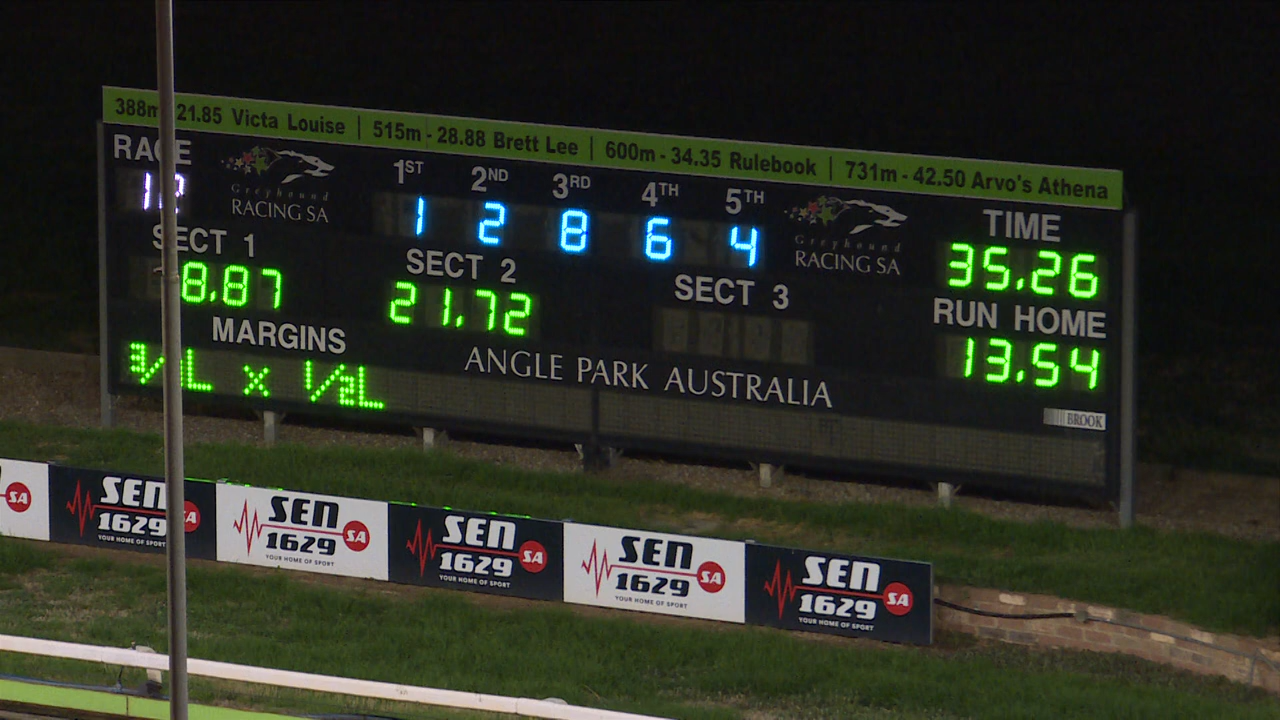 388m 21.85 Victa Louise | 515m - 28.88 Brett Lee | 600m - 34.35 Rulebook | 731m - 42.50 Arvo's Athena
RACE
Greyhound
RACING SA
1ST 2ND 3RD 4TH 5TH
1 2 8 6 4
Greyhound
RACING SA
TIME
35.26
SECT 1
8.87
SECT 2
21.72
SECT 3
RUN HOME
13.54
MARGINS
x 1/2L
ANGLE PARK AUSTRALIA
BROOK
SA
SEN
1629
SA
YOUR HOME OF SPORT
SEN
1629
SA
YOUR HOME OF SPORT
SEN
1629
SA
YOUR HOME OF SPORT
SEN
1629
SA
YOUR HOME OF SPORT
SEN
1629
SA
YOUR HOME OF SPORT